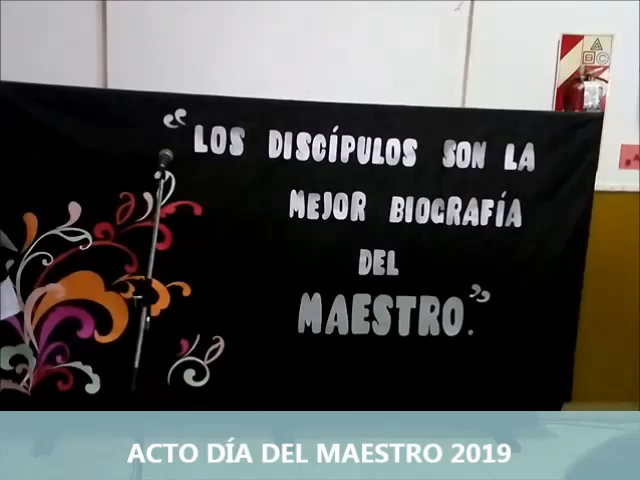 “LOS DISCÍPULOS SON LA
MEJOR BIOGRAFÍA
DEL
MAESTRO.”
A
B C
ACTO DÍA DEL MAESTRO 2019